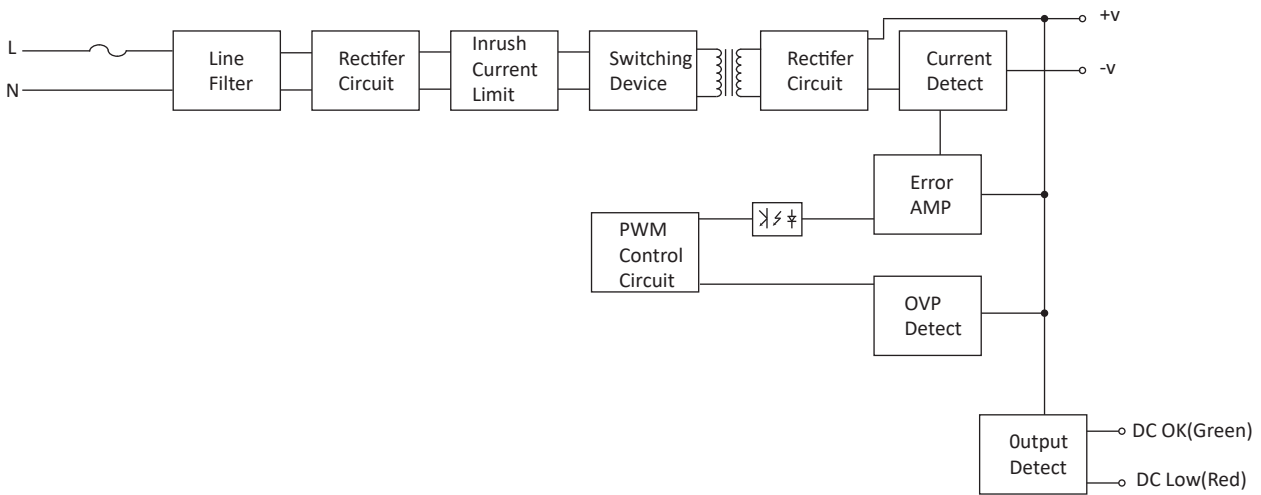 L
N
Line
Filter
Rectifer
Circuit
Inrush
Current
Limit
Switching
Device
Rectifer
Circuit
Current
Detect
+v
-v
Error
AMP
PWM
Control
Circuit
OVP
Detect
0utput
Detect
DC OK(Green)
DC Low(Red)